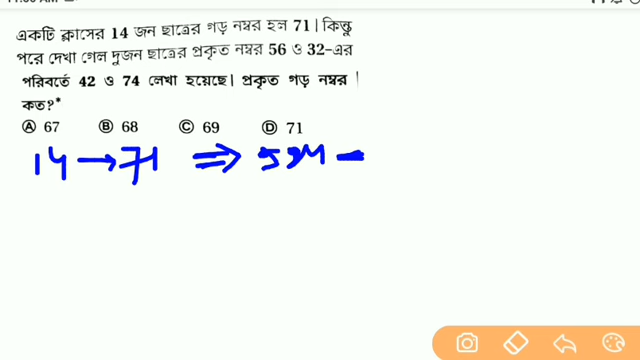 একটি ক্লাসের 14 জন ছাত্রের গড় নম্বর হল 71| কিন্তু
পরে দেখা গেল দুজন ছাত্রের প্রকৃত নম্বর 56 ও 32-এর
পরিবর্তে 42 ও 74 লেখা হয়েছে। প্রকৃত গড় নম্বর
কত?*
Ⓐ 67 Ⓑ 68 Ⓒ 69 Ⓓ 71
14 → 71 ⇒